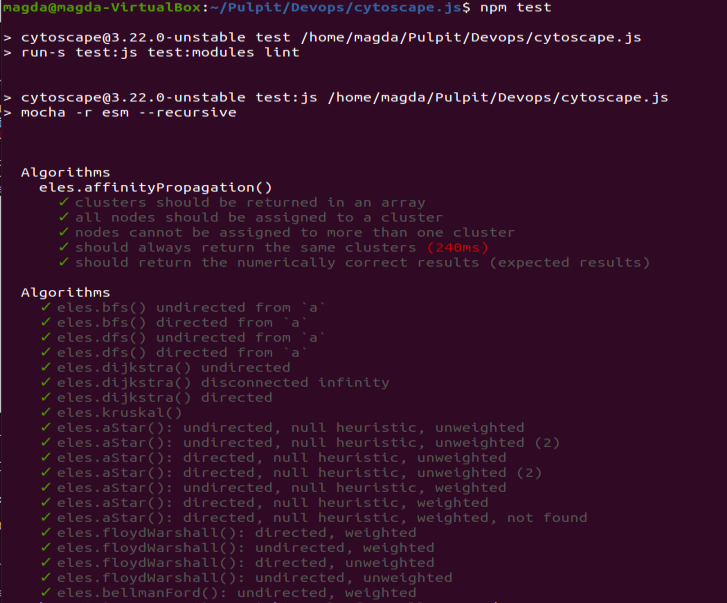 magda@magda-VirtualBox:~/Pulpit/Devops/cytoscape.js$ npm test
> cytoscape@3.22.0-unstable test /home/magda/Pulpit/Devops/cytoscape.js
> run-s test:js test:modules lint
> cytoscape@3.22.0-unstable test:js /home/magda/Pulpit/Devops/cytoscape.js
> mocha -r esm --recursive
Algorithms
eles.affinityPropagation()
✓ clusters should be returned in an array
✓ all nodes should be assigned to a cluster
✓ nodes cannot be assigned to more than one cluster
✓ should always return the same clusters (240ms)
✓ should return the numerically correct results (expected results)
Algorithms
✓ eles.bfs() undirected from `a`
✓ eles.bfs() directed from `a`
✓ eles.dfs() undirected from `a`
✓ eles.dfs() directed from `a`
✓ eles.dijkstra() undirected
✓ eles.dijkstra() disconnected infinity
✓ eles.dijkstra() directed
✓ eles.kruskal()
✓ eles.aStar(): undirected, null heuristic, unweighted
✓ eles.aStar(): undirected, null heuristic, unweighted (2)
✓ eles.aStar(): directed, null heuristic, unweighted
✓ eles.aStar(): directed, null heuristic, unweighted (2)
✓ eles.aStar(): undirected, null heuristic, weighted
✓ eles.aStar(): directed, null heuristic, weighted
✓ eles.aStar(): directed, null heuristic, weighted, not found
✓ eles.floydWarshall(): directed, weighted
✓ eles.floydWarshall(): undirected, weighted
✓ eles.floydWarshall(): directed, unweighted
✓ eles.floydWarshall(): undirected, unweighted
✓ eles.bellmanFord(): undirected, weighted